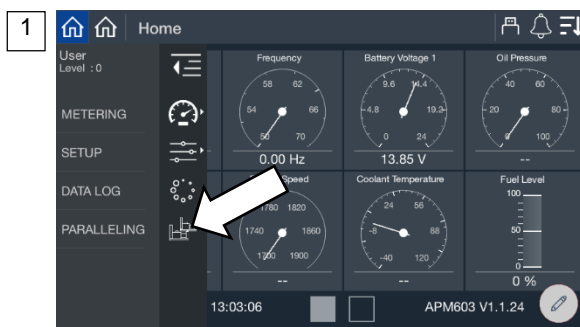 1
Home
User
Level : 0
METERING
SETUP
DATA LOG
PARALLELING
Frequency
58 62
54 66
50 70
0.00 Hz
Battery Voltage 1
9.6 14.4
4.8 19.2
0 24
13.85 V
Oil Pressure
40 60
20 80
0 100
--
Speed
1780 1820
1740 1860
1700 1900
--
Coolant Temperature
24 56
-8 88
-40 120
--
Fuel Level
100
50
0
0 %
13:03:06
APM603 V1.1.24